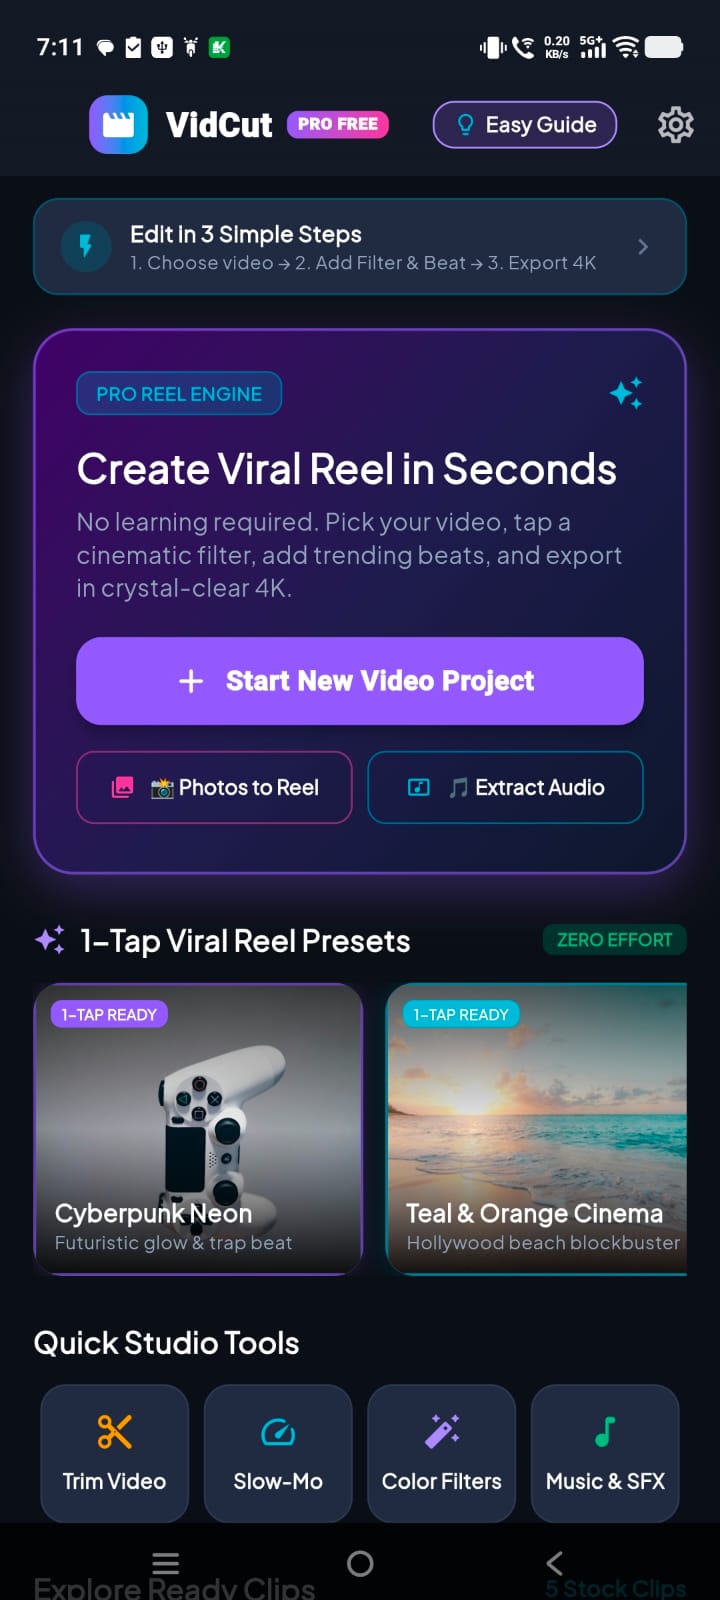 7:11
0.20
KB/s
5G+
VidCut
PRO FREE
Easy Guide
Edit in 3 Simple Steps
1. Choose video → 2. Add Filter & Beat → 3. Export 4K
PRO REEL ENGINE
Create Viral Reel in Seconds
No learning required. Pick your video, tap a
cinematic filter, add trending beats, and export
in crystal-clear 4K.
+ Start New Video Project
📸 Photos to Reel
🎵 Extract Audio
1-Tap Viral Reel Presets
ZERO EFFORT
1-TAP READY
Cyberpunk Neon
Futuristic glow & trap beat
1-TAP READY
Teal & Orange Cinema
Hollywood beach blockbuster
Quick Studio Tools
Trim Video
Slow-Mo
Color Filters
Music & SFX
Explore Ready Clips
5 Stock Clips